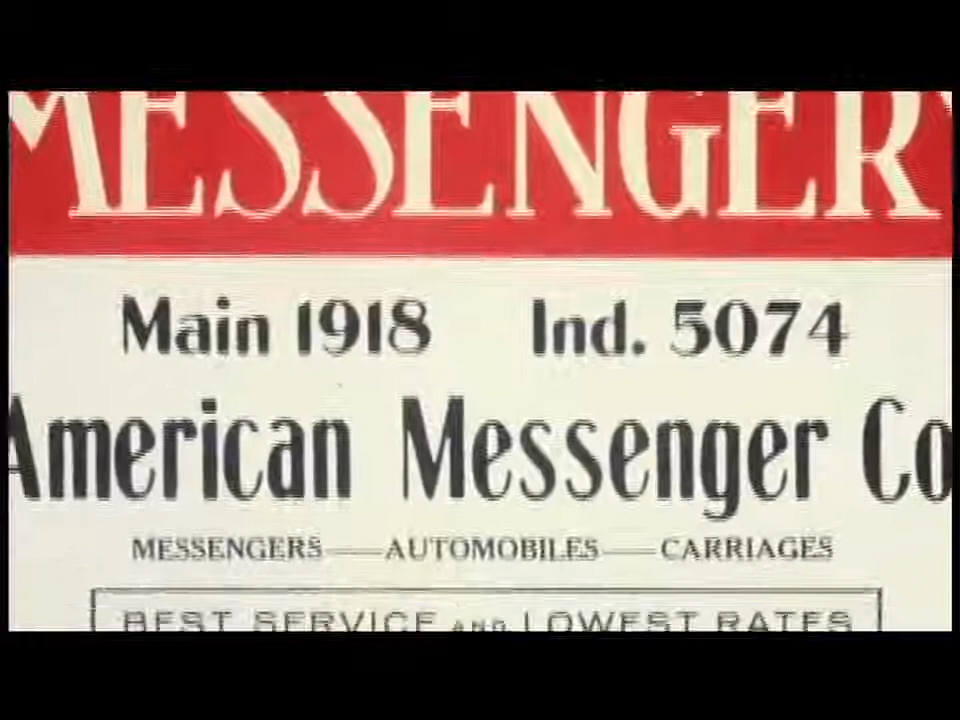 MESSENGER
Main 1918 Ind. 5074
American Messenger Co
MESSENGERS—AUTOMOBILES—CARRIAGES
BEST SERVICE AND LOWEST RATES